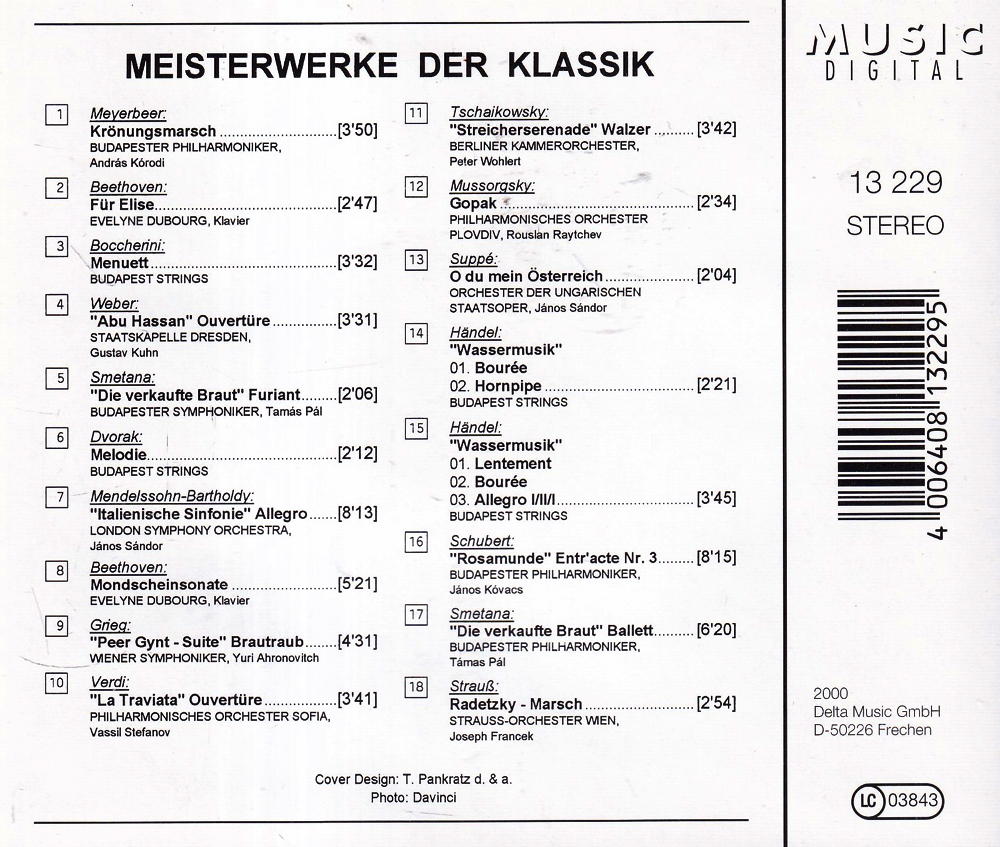 MEISTERWERKE DER KLASSIK
1 Meyerbeer:
Krönungsmarsch ........................[3'50]
BUDAPESTER PHILHARMONIKER,
András Kórodi
2 Beethoven:
Für Elise........................[2'47]
EVELYNE DUBOURG, Klavier
3 Boccherini:
Menuett........................[3'32]
BUDAPEST STRINGS
4 Weber:
"Abu Hassan" Ouvertüre ..............[3'31]
STAATSKAPELLE DRESDEN,
Gustav Kuhn
5 Smetana:
"Die verkaufte Braut" Furiant........[2'06]
BUDAPESTER SYMPHONIKER, Tamás Pál
6 Dvorak:
Melodie........................[2'12]
BUDAPEST STRINGS
7 Mendelssohn-Bartholdy:
"Italienische Sinfonie" Allegro......[8'13]
LONDON SYMPHONY ORCHESTRA,
János Sándor
8 Beethoven:
Mondscheinsonate ........................[5'21]
EVELYNE DUBOURG, Klavier
9 Grieg:
"Peer Gynt - Suite" Brautraub.......[4'31]
WIENER SYMPHONIKER, Yuri Ahronovitch
10 Verdi:
"La Traviata" Ouvertüre ................[3'41]
PHILHARMONISCHES ORCHESTER SOFIA,
Vassil Stefanov
11 Tschaikowsky:
"Streicherserenade" Walzer ..........[3'42]
BERLINER KAMMERORCHESTER,
Peter Wohlert
12 Mussorgsky:
Gopak ........................[2'34]
PHILHARMONISCHES ORCHESTER
PLOVDIV, Rouslan Raytchev
13 Suppé:
O du mein Österreich .....................[2'04]
ORCHESTER DER UNGARISCHEN
STAATSOPER, János Sándor
14 Händel:
"Wassermusik"
01. Bourée
02. Hornpipe........................[2'21]
BUDAPEST STRINGS
15 Händel:
"Wassermusik"
01. Lentement
02. Bourée
03. Allegro I/II/I........................[3'45]
BUDAPEST STRINGS
16 Schubert:
"Rosamunde" Entr'acte Nr. 3........[8'15]
BUDAPESTER PHILHARMONIKER,
János Kóvacs
17 Smetana:
"Die verkaufte Braut" Ballett.........[6'20]
BUDAPESTER PHILHARMONIKER,
Támas Pál
18 Strauß:
Radetzky - Marsch ........................[2'54]
STRAUSS-ORCHESTER WIEN,
Joseph Francek
Cover Design: T. Pankratz d. & a.
Photo: Davinci
MUSIC
DIGITAL
13 229
STEREO
4 006408 132295
2000
Delta Music GmbH
D-50226 Frechen
LC 03843